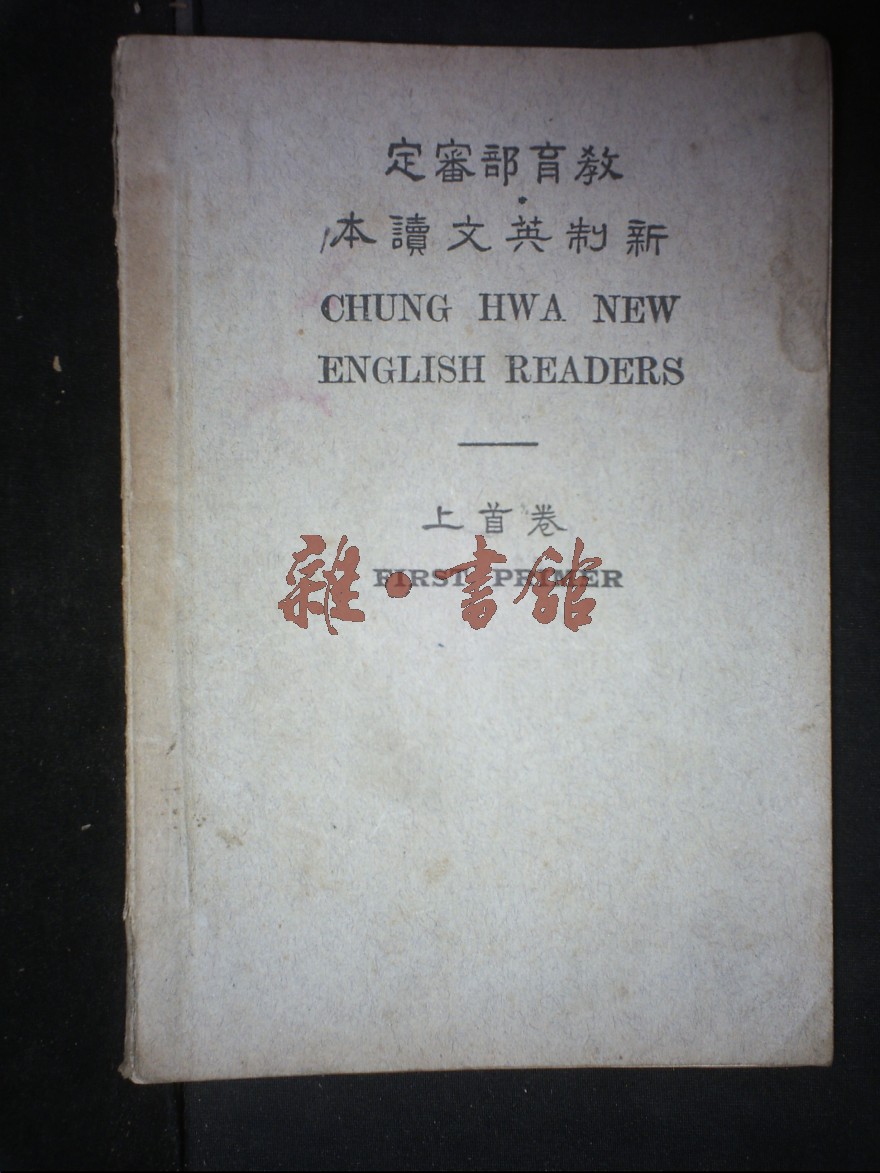 教育部審定
新制英文讀本
CHUNG HWA NEW
ENGLISH READERS
首卷上
FIRST PRIMER
雜·書館